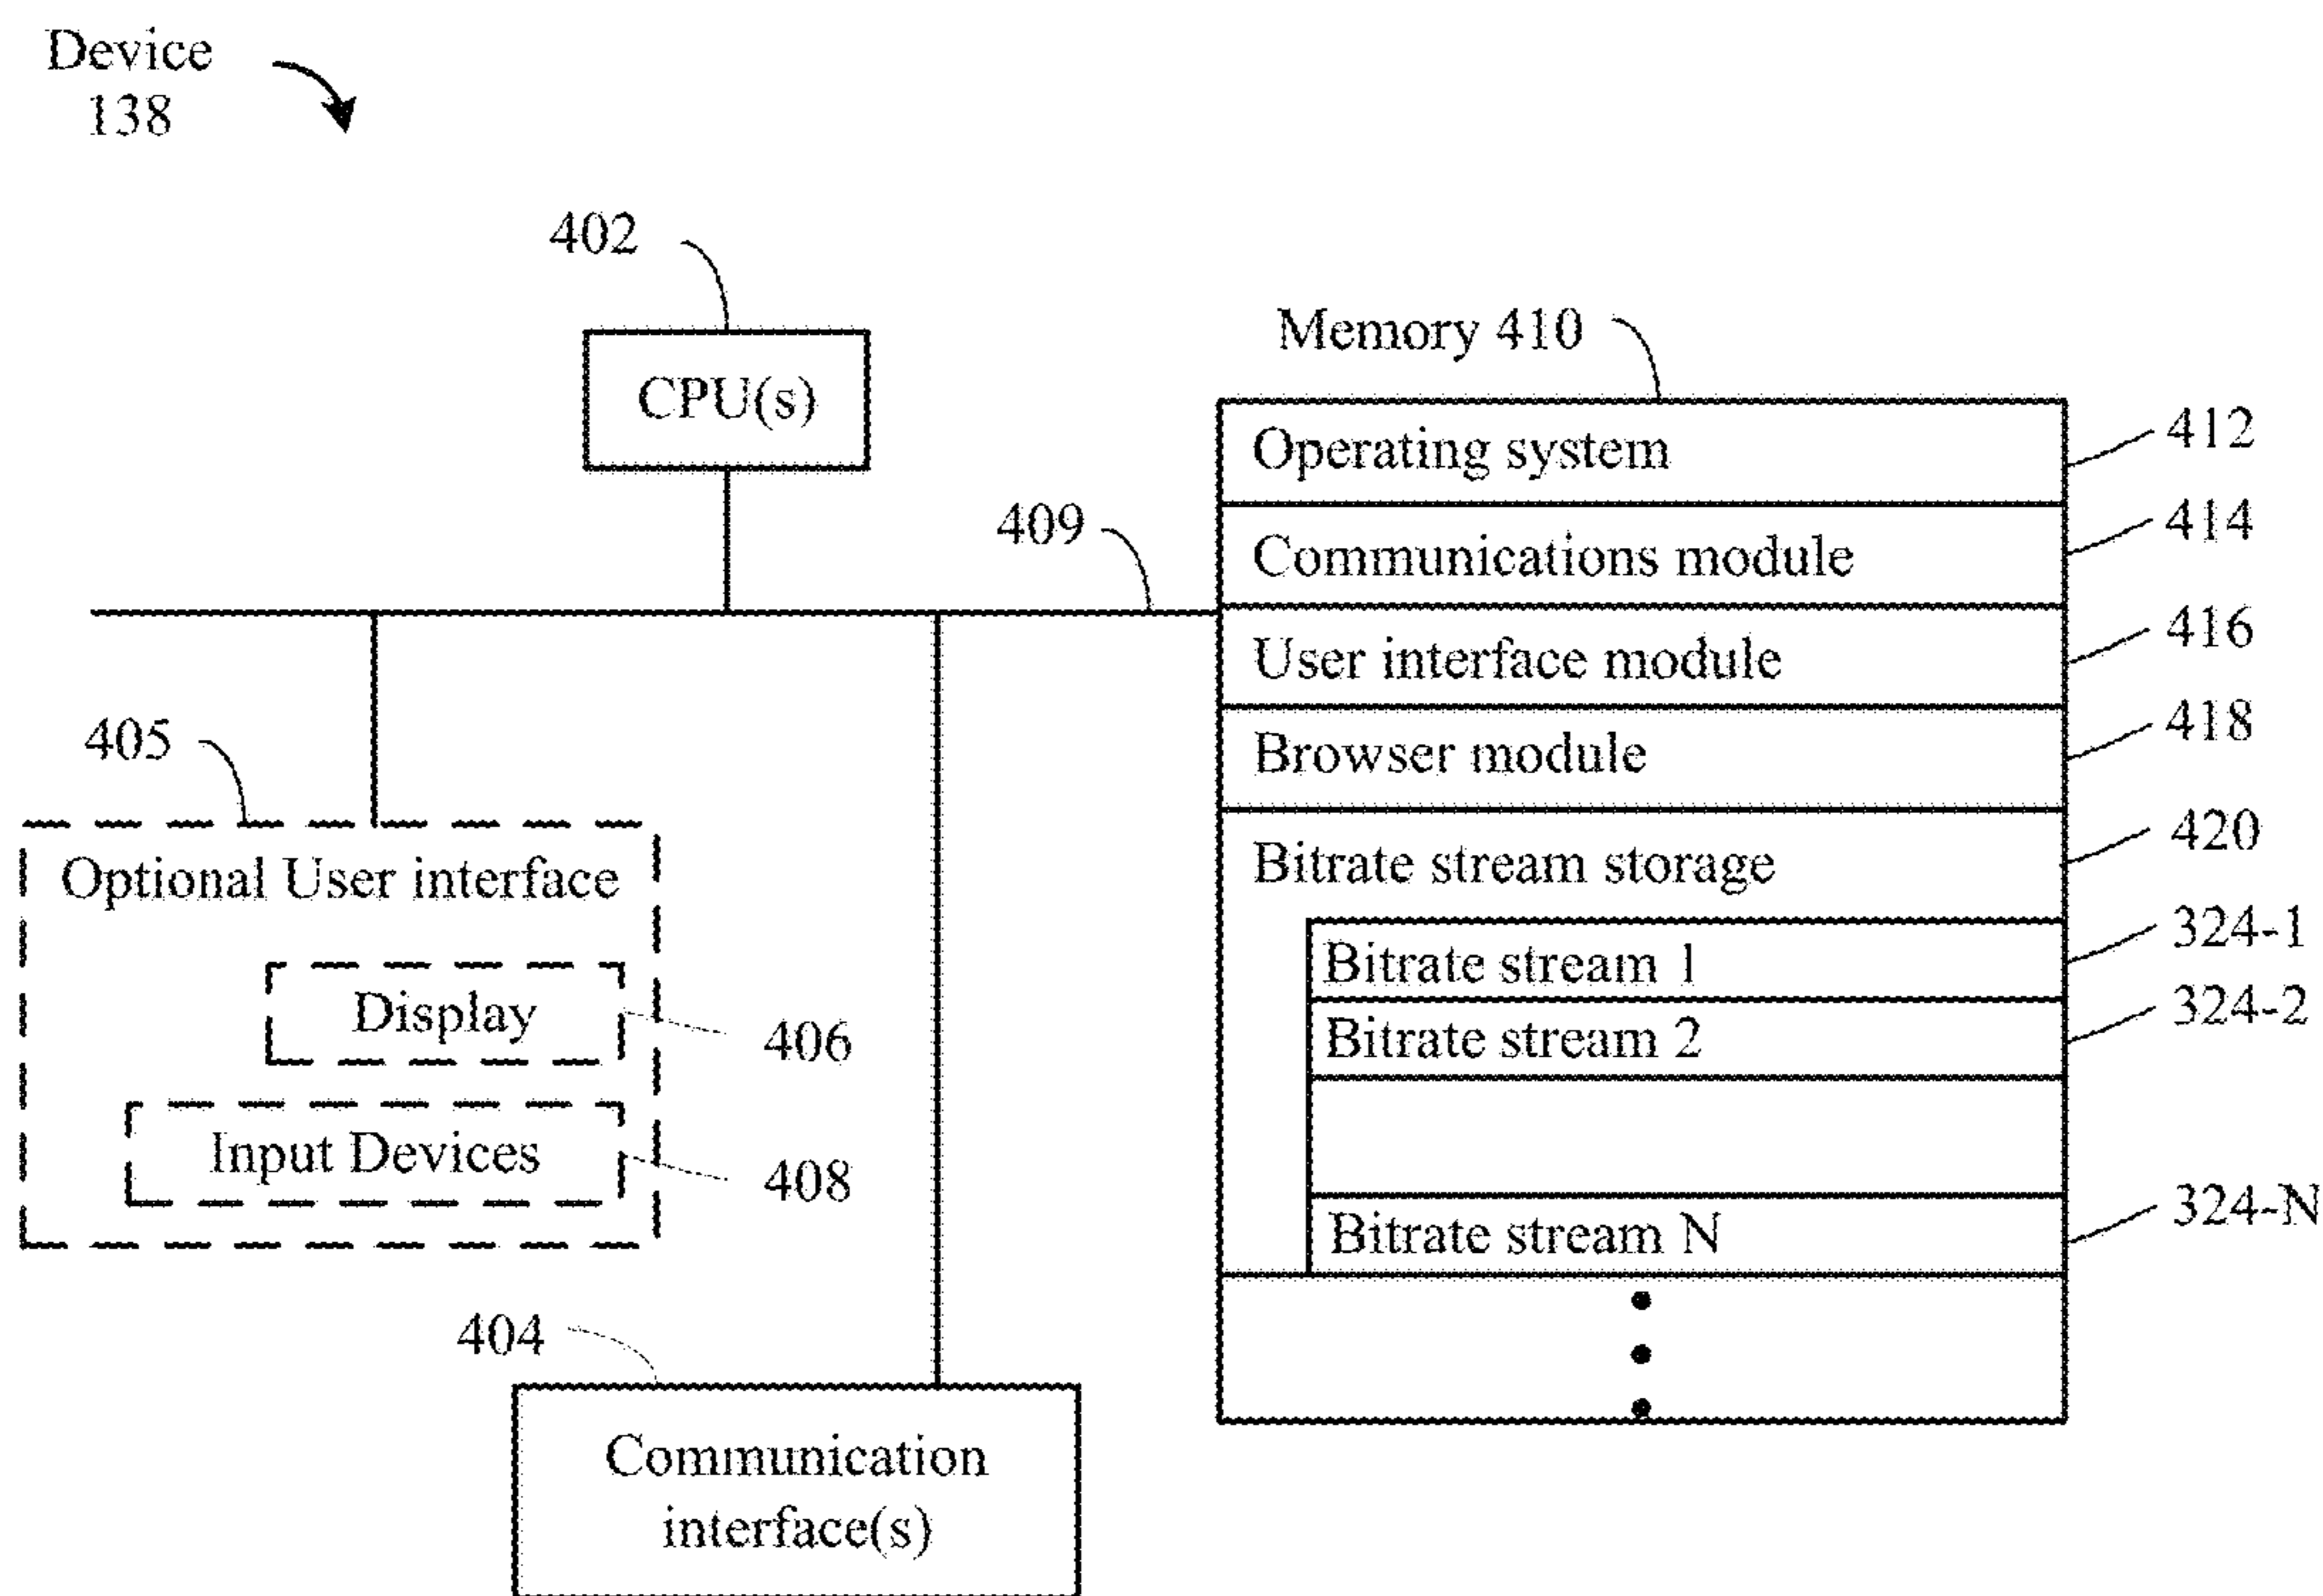 Device
138
402
CPU(s)
409
Memory 410
Operating system
412
Communications module
414
User interface module
416
Browser module
418
Bitrate stream storage
420
Bitrate stream 1
324-1
Bitrate stream 2
324-2
Bitrate stream N
324-N
405
Optional User interface
Display
406
Input Devices
408
404
Communication
interface(s)